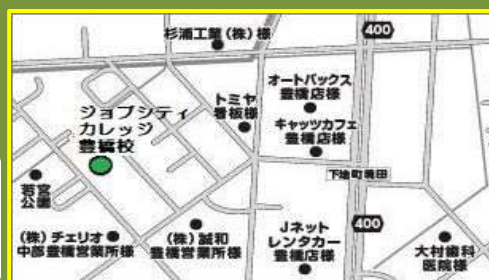 杉浦工業(株)様
400
オートバックス
豊橋店様
トミヤ
看板様
ジョブシティ
カレッジ
豊橋校
キャッツカフェ
豊橋店様
若宮
公園
400
(株)チェリオ
中部豊橋営業所様
(株)誠和
豊橋営業所様
Jネット
レンタカー
豊橋店様
大村歯科
医院様